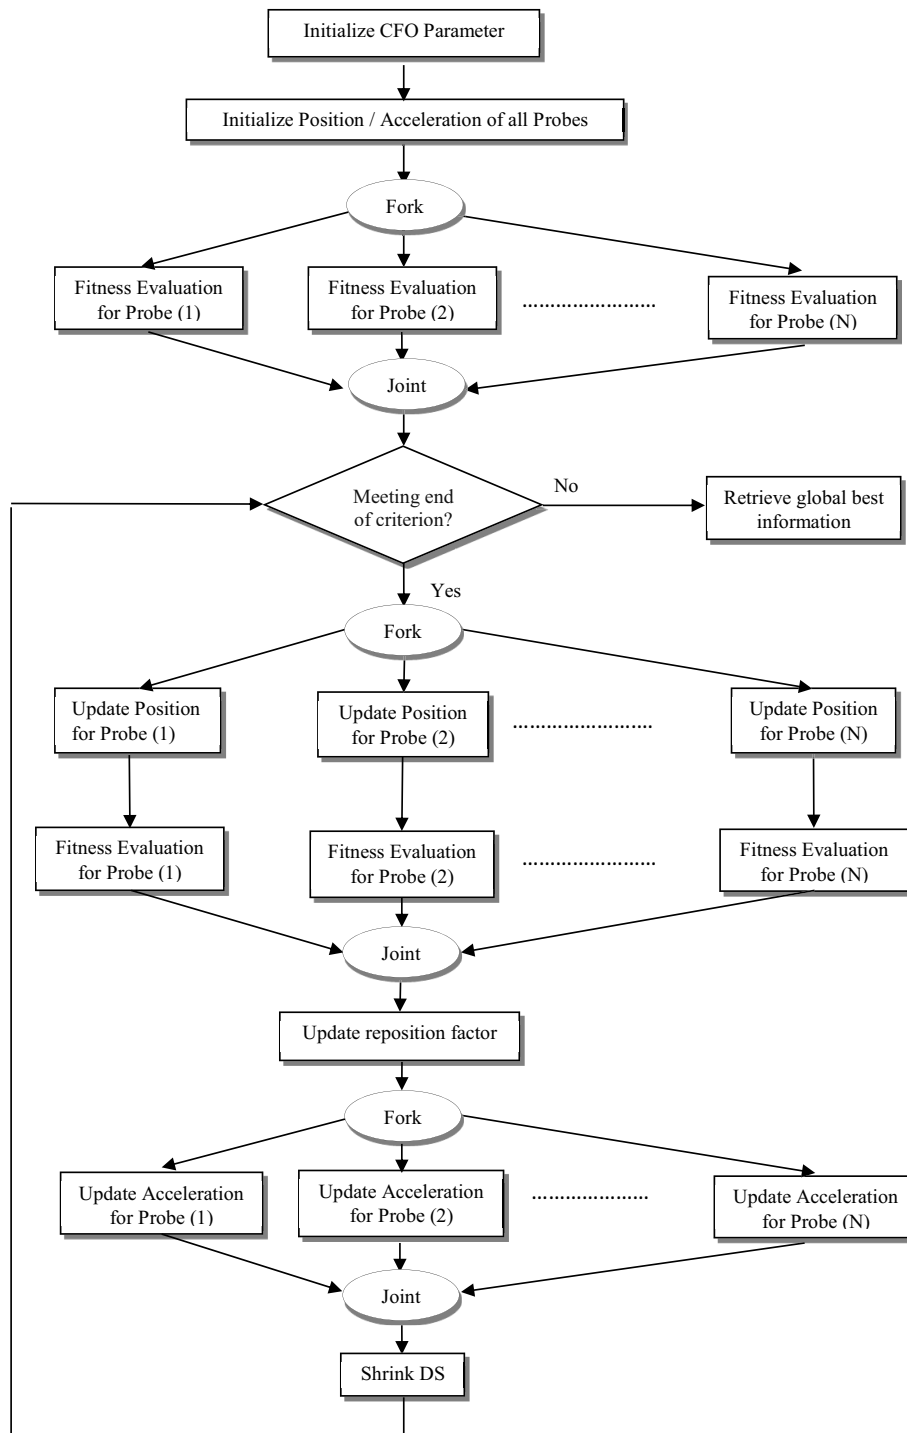 Initialize CFO Parameter
Initialize Position / Acceleration of all Probes
Fork
Fitness Evaluation
for Probe (1)
Fitness Evaluation
for Probe (2)
........................
Fitness Evaluation
for Probe (N)
Joint
Meeting end
of criterion?
No
Retrieve global best
information
Yes
Fork
Update Position
for Probe (1)
Update Position
for Probe (2)
.........................
Update Position
for Probe (N)
Fitness Evaluation
for Probe (1)
Fitness Evaluation
for Probe (2)
........................
Fitness Evaluation
for Probe (N)
Joint
Update reposition factor
Fork
Update Acceleration
for Probe (1)
Update Acceleration
for Probe (2)
.....................
Update Acceleration
for Probe (N)
Joint
Shrink DS